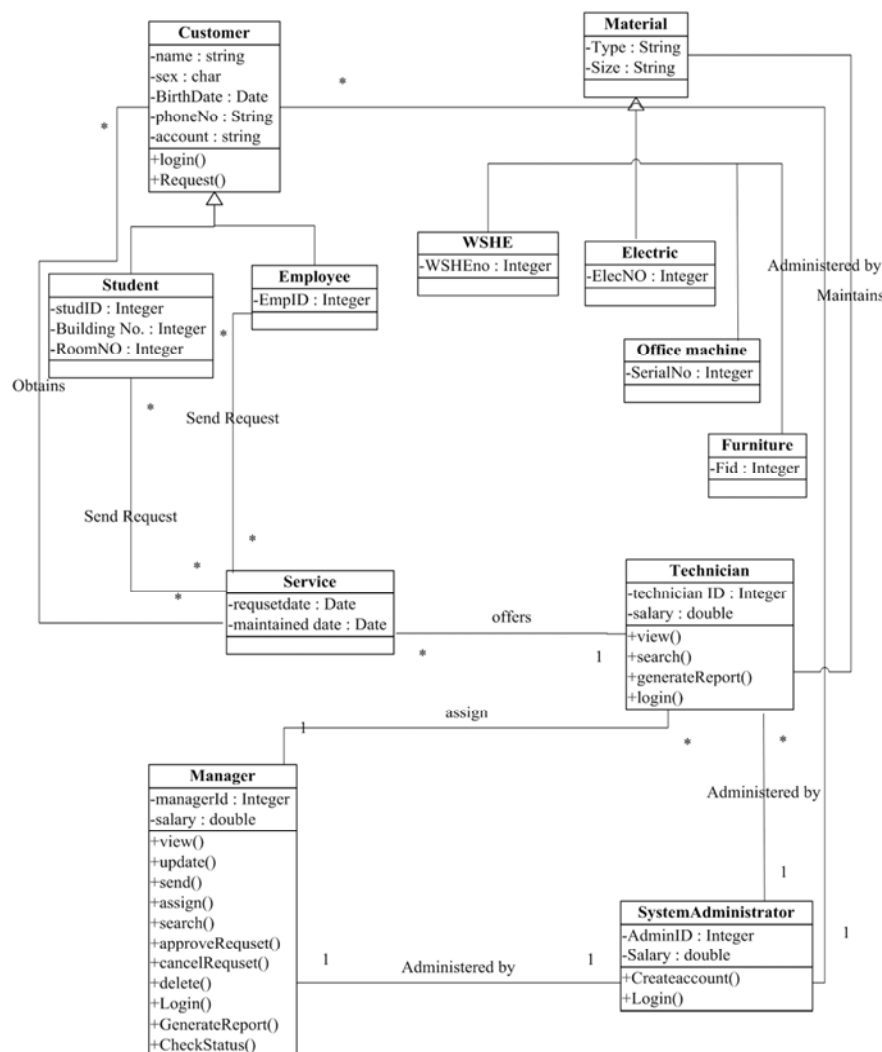 Customer
-name : string
-sex : char
-BirthDate : Date
-phoneNo : String
-account : string
+login()
+Request()
*
*
Material
-Type : String
-Size : String
WSHE
-WSHEno : Integer
Electric
-ElecNO : Integer
Administered by
Maintains
Student
-studID : Integer
-Building No. : Integer
-RoomNO : Integer
Employee
-EmpID : Integer
*
Office machine
-SerialNo : Integer
Obtains
*
Send Request
Furniture
-Fid : Integer
Send Request
*
*
*
Service
-requsetdate : Date
-maintained date : Date
offers
*
1
Technician
-technician ID : Integer
-salary : double
+view()
+search()
+generateReport()
+login()
assign
1
*
*
Manager
-managerId : Integer
-salary : double
+view()
+update()
+send()
+assign()
+search()
+approveRequset()
+cancelRequset()
+delete()
+Login()
+GenerateReport()
+CheckStatus()
Administered by
1
1
Administered by
1
SystemAdministrator
-AdminID : Integer
-Salary : double
+Createaccount()
+Login()
1